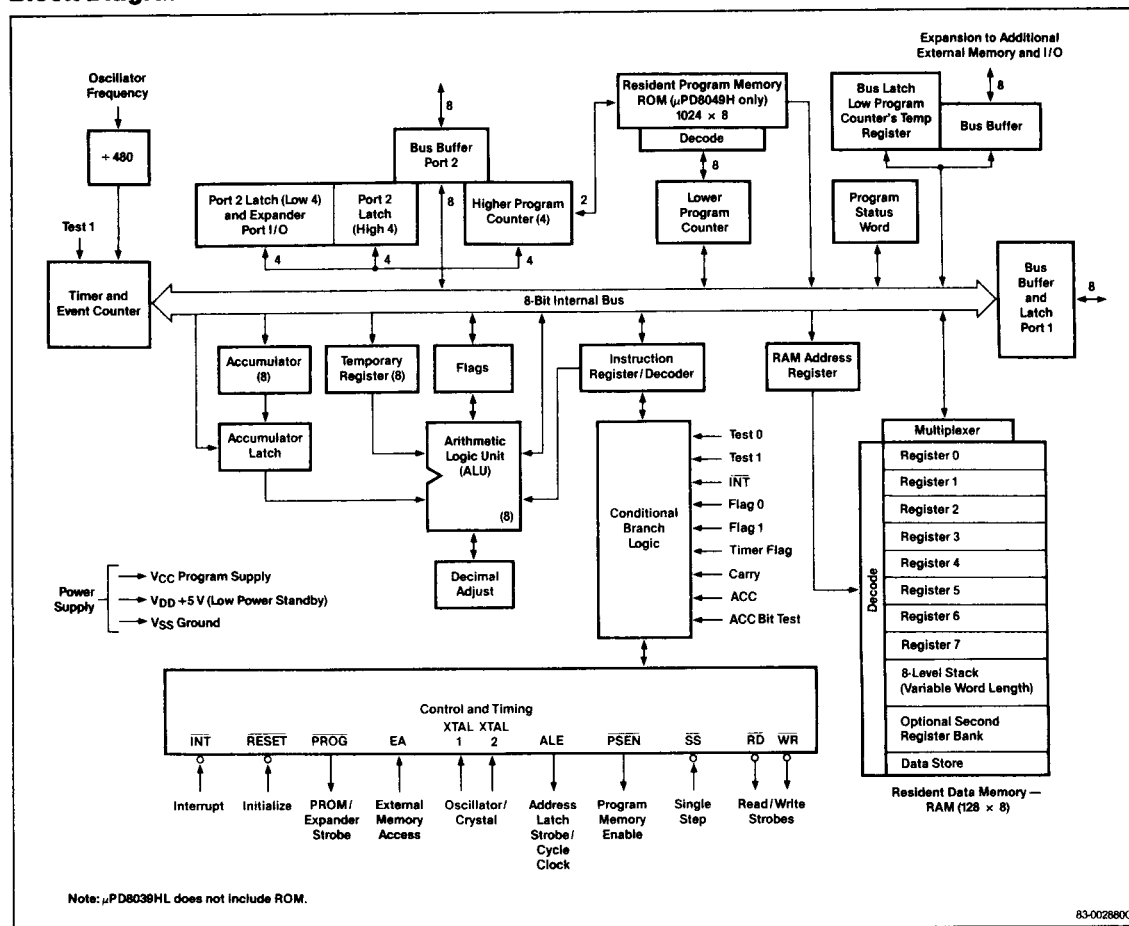 Expansion to Additional
External Memory and I/O
8
Oscillator
Frequency
÷ 480
Test 1
Timer and
Event Counter
8
Bus Buffer
Port 2
Port 2 Latch (Low 4)
and Expander
Port I/O
Port 2
Latch
(High 4)
8
Higher Program
Counter (4)
2
4
4
4
Resident Program Memory
ROM (μPD8049H only)
1024 × 8
Decode
8
Lower
Program
Counter
Bus Latch
Low Program
Counter's Temp
Register
Bus Buffer
Program
Status
Word
8-Bit Internal Bus
Bus
Buffer
and
Latch
Port 1
8
Accumulator
(8)
Temporary
Register (8)
Flags
Instruction
Register/Decoder
RAM Address
Register
Accumulator
Latch
Arithmetic
Logic Unit
(ALU)
(8)
Decimal
Adjust
Conditional
Branch
Logic
Test 0
Test 1
INT
Flag 0
Flag 1
Timer Flag
Carry
ACC
ACC Bit Test
Multiplexer
Decode
Register 0
Register 1
Register 2
Register 3
Register 4
Register 5
Register 6
Register 7
8-Level Stack
(Variable Word Length)
Optional Second
Register Bank
Data Store
Resident Data Memory —
RAM (128 × 8)
Power
Supply
VCC Program Supply
VDD +5 V (Low Power Standby)
VSS Ground
Control and Timing
INT RESET PROG EA XTAL 1 XTAL 2 ALE PSEN SS RD WR
Interrupt
Initialize
PROM/
Expander
Strobe
External
Memory
Access
Oscillator/
Crystal
Address
Latch
Strobe/
Cycle
Clock
Program
Memory
Enable
Single
Step
Read/Write
Strobes
Note: μPD8039HL does not include ROM.